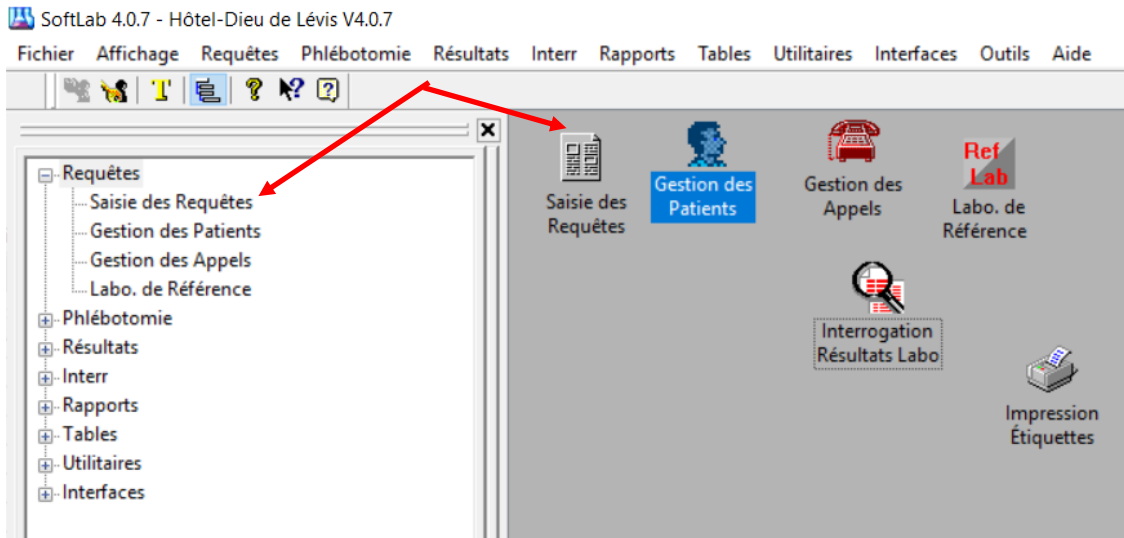 SoftLab 4.0.7 - Hôtel-Dieu de Lévis V4.0.7
Fichier Affichage Requêtes Phlébotomie Résultats Interr Rapports Tables Utilitaires Interfaces Outils Aide
T ? ? ?
Requêtes
Saisie des Requêtes
Gestion des Patients
Gestion des Appels
Labo. de Référence
Phlébotomie
Résultats
Interr
Rapports
Tables
Utilitaires
Interfaces
Saisie des
Requêtes
Gestion des
Patients
Gestion des
Appels
Ref
Lab
Labo. de
Référence
Interrogation
Résultats Labo
Impression
Étiquettes